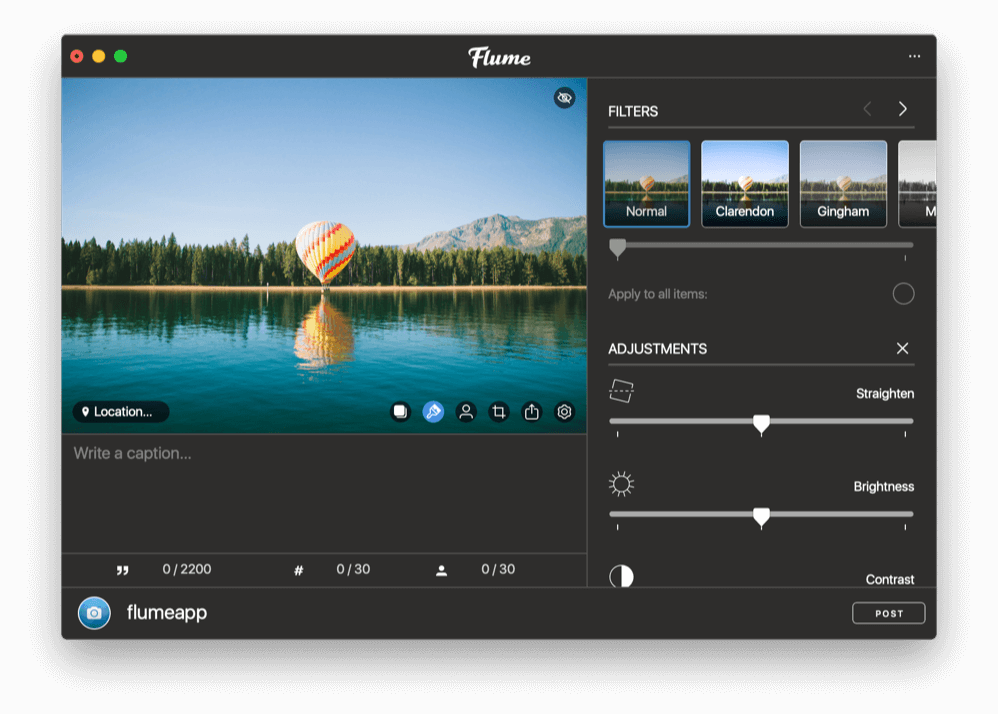 Flume
FILTERS
Normal
Clarendon
Gingham
M
Apply to all items:
ADJUSTMENTS
Straighten
Brightness
Contrast
Location...
Write a caption...
0 / 2200
# 0 / 30
0 / 30
flumeapp
POST